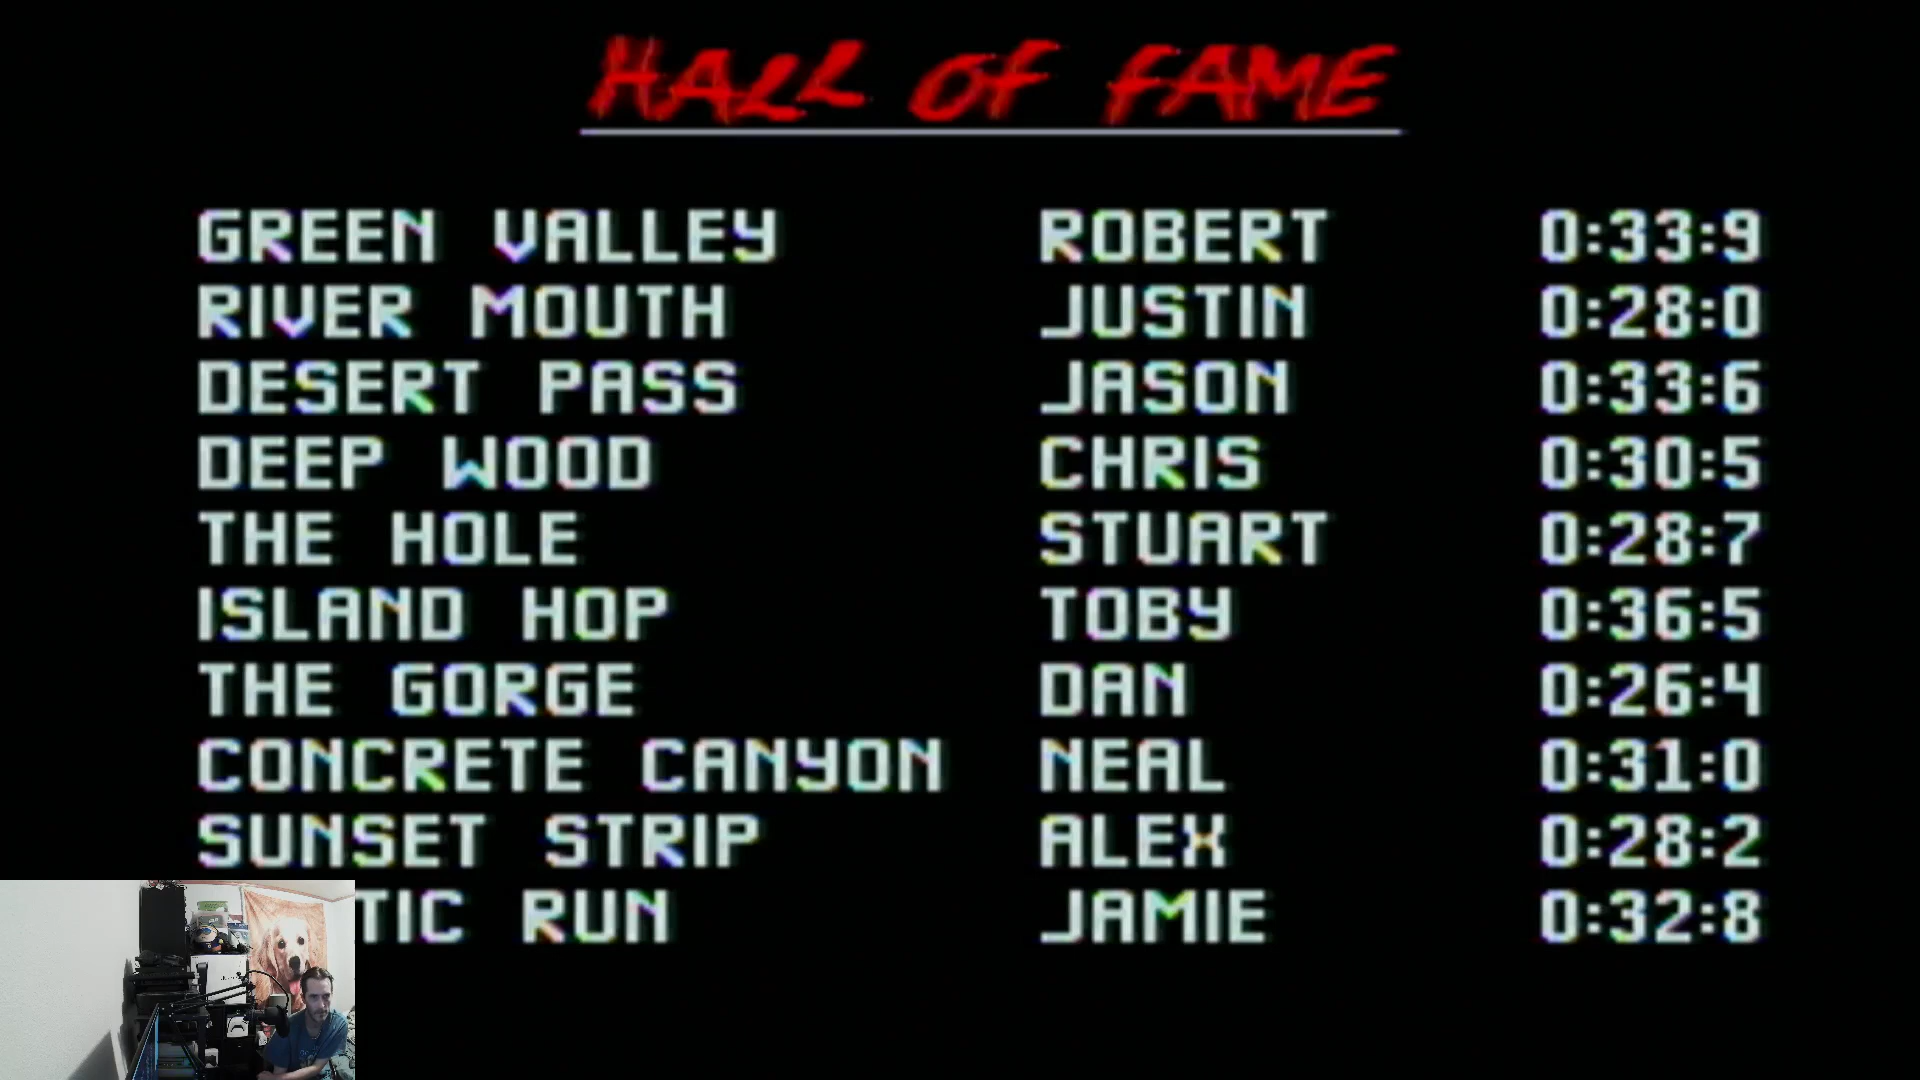 HALL OF FAME
GREEN VALLEY ROBERT 0:33:9
RIVER MOUTH JUSTIN 0:28:0
DESERT PASS JASON 0:33:6
DEEP WOOD CHRIS 0:30:5
THE HOLE STUART 0:28:7
ISLAND HOP TOBY 0:36:5
THE GORGE DAN 0:26:4
CONCRETE CANYON NEAL 0:31:0
SUNSET STRIP ALEX 0:28:2
TIC RUN JAMIE 0:32:8